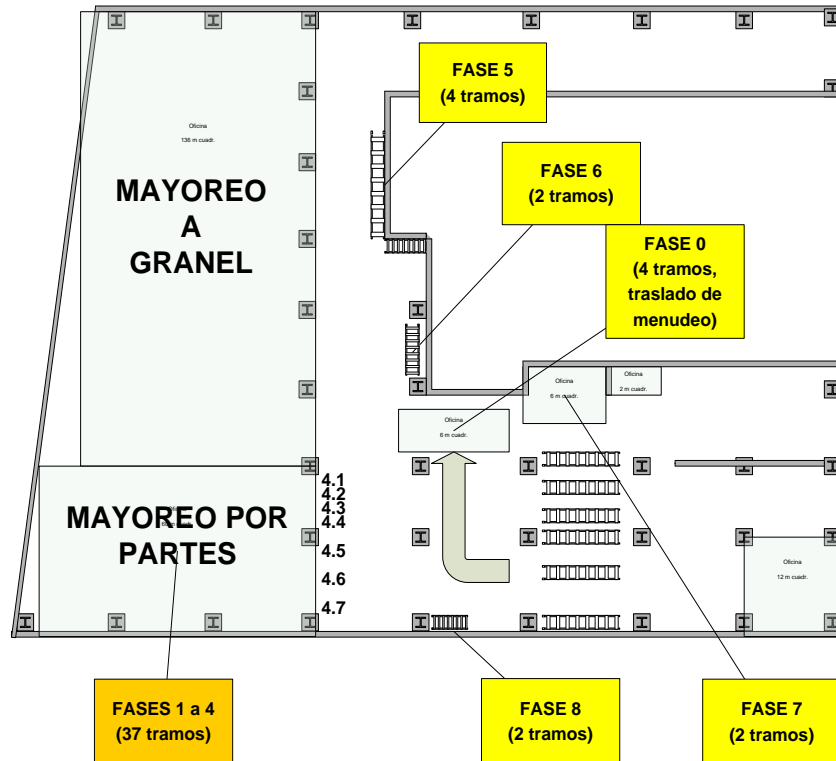 FASE 5
(4 tramos)
Oficina
136 m cuadr.
MAYOREO
A
GRANEL
FASE 6
(2 tramos)
FASE 0
(4 tramos,
traslado de
menudeo)
Oficina
6 m cuadr.
Oficina
2 m cuadr.
Oficina
6 m cuadr.
4.1
4.2
4.3
4.4
4.5
4.6
4.7
MAYOREO POR
PARTES
Oficina
12 m cuadr.
FASES 1 a 4
(37 tramos)
FASE 8
(2 tramos)
FASE 7
(2 tramos)